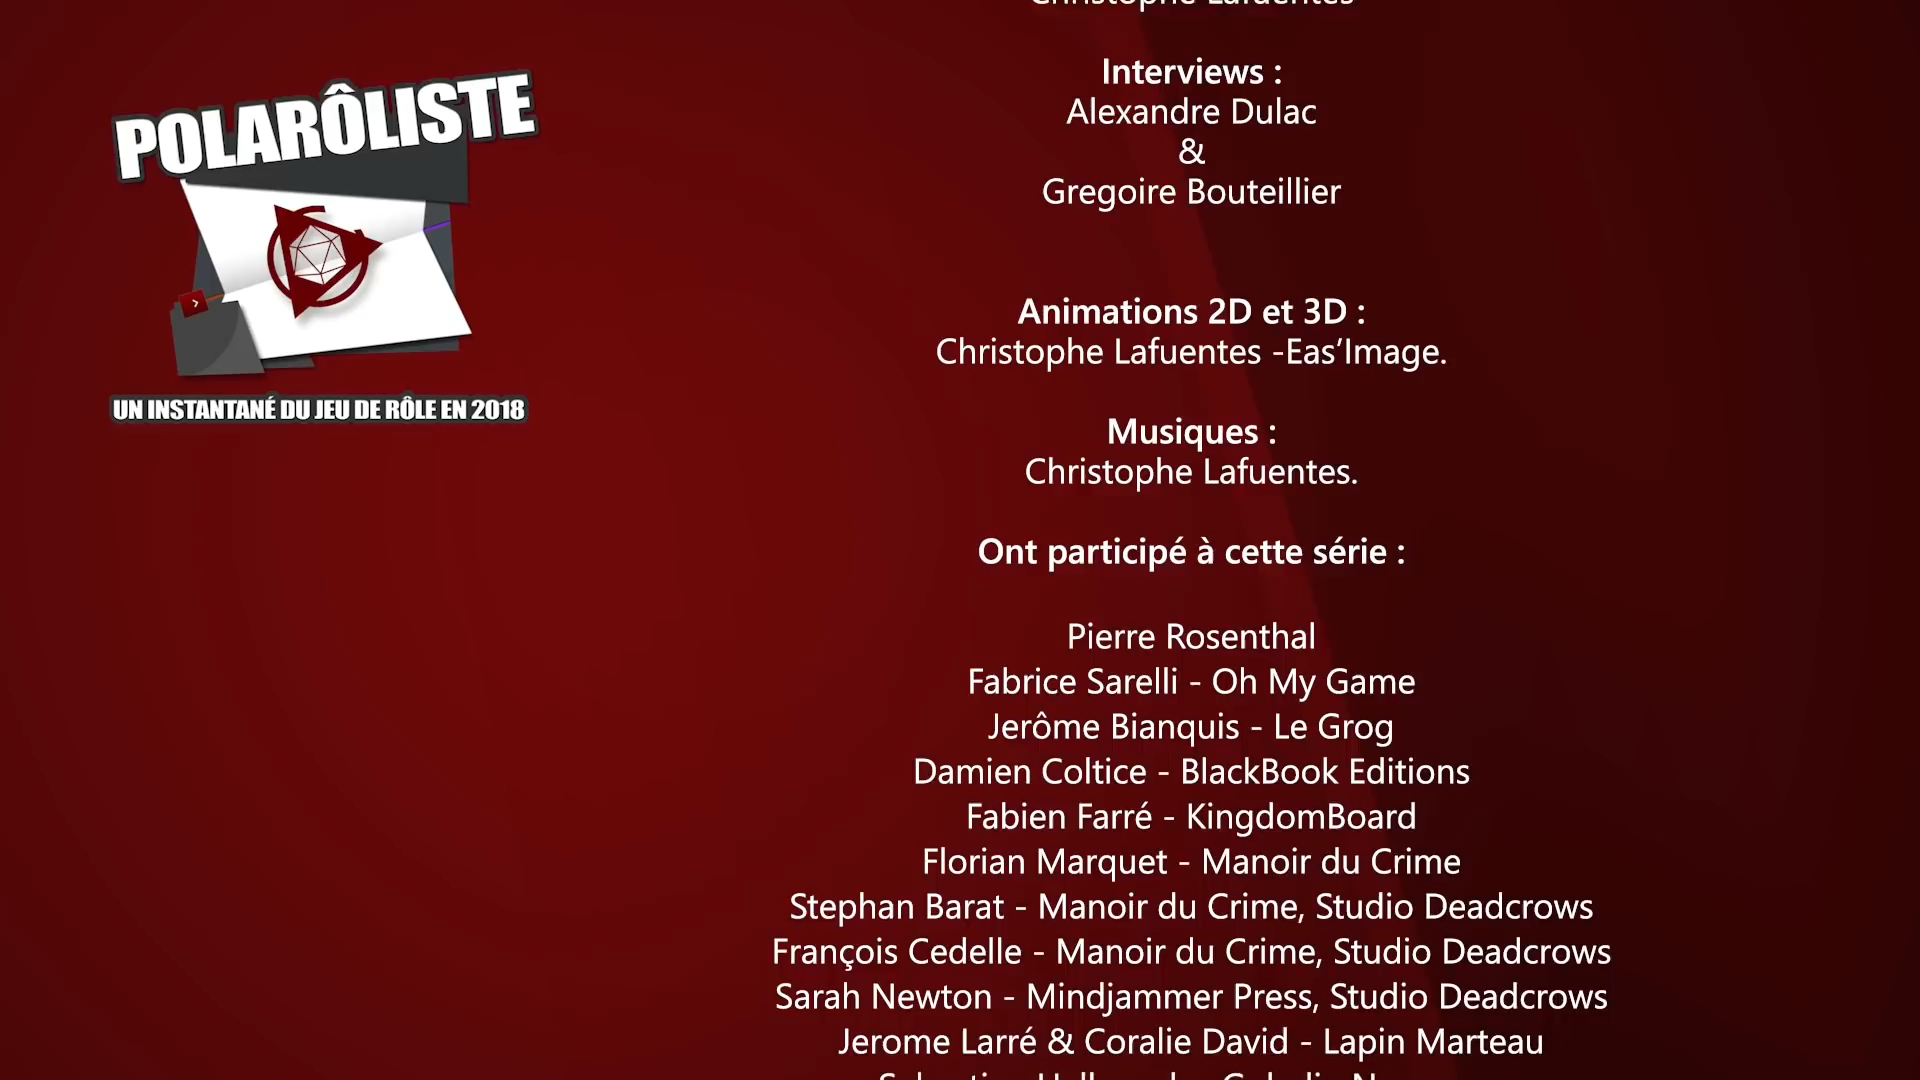 POLARÔLISTE
UN INSTANTANÉ DU JEU DE RÔLE EN 2018
Christophe Lafuentes
Interviews :
Alexandre Dulac
&
Gregoire Bouteillier
Animations 2D et 3D :
Christophe Lafuentes -Eas’Image.
Musiques :
Christophe Lafuentes.
Ont participé à cette série :
Pierre Rosenthal
Fabrice Sarelli - Oh My Game
Jerôme Bianquis - Le Grog
Damien Coltice - BlackBook Editions
Fabien Farré - KingdomBoard
Florian Marquet - Manoir du Crime
Stephan Barat - Manoir du Crime, Studio Deadcrows
François Cedelle - Manoir du Crime, Studio Deadcrows
Sarah Newton - Mindjammer Press, Studio Deadcrows
Jerome Larré & Coralie David - Lapin Marteau